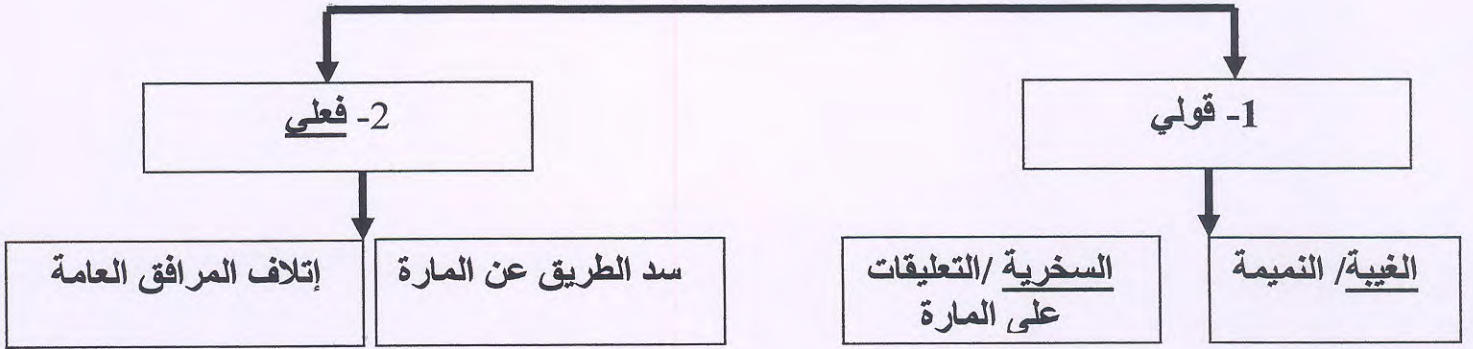 1- قولي
2- فعلي
الغيبة/ النميمة
السخرية /التعليقات
على المارة
سد الطريق عن المارة
إتلاف المرافق العامة